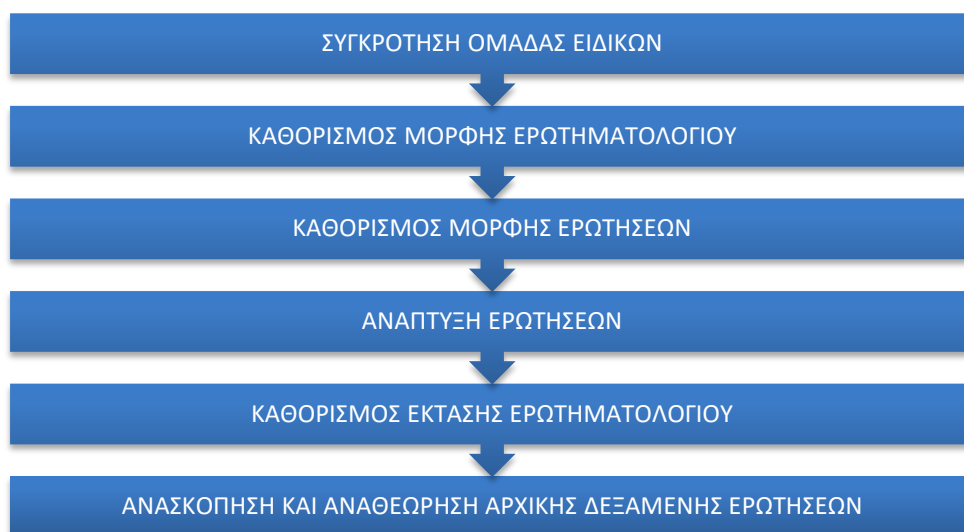 ΣΥΓΚΡΟΤΗΣΗ ΟΜΑΔΑΣ ΕΙΔΙΚΩΝ
ΚΑΘΟΡΙΣΜΟΣ ΜΟΡΦΗΣ ΕΡΩΤΗΜΑΤΟΛΟΓΙΟΥ
ΚΑΘΟΡΙΣΜΟΣ ΜΟΡΦΗΣ ΕΡΩΤΗΣΕΩΝ
ΑΝΑΠΤΥΞΗ ΕΡΩΤΗΣΕΩΝ
ΚΑΘΟΡΙΣΜΟΣ ΕΚΤΑΣΗΣ ΕΡΩΤΗΜΑΤΟΛΟΓΙΟΥ
ΑΝΑΣΚΟΠΗΣΗ ΚΑΙ ΑΝΑΘΕΩΡΗΣΗ ΑΡΧΙΚΗΣ ΔΕΞΑΜΕΝΗΣ ΕΡΩΤΗΣΕΩΝ